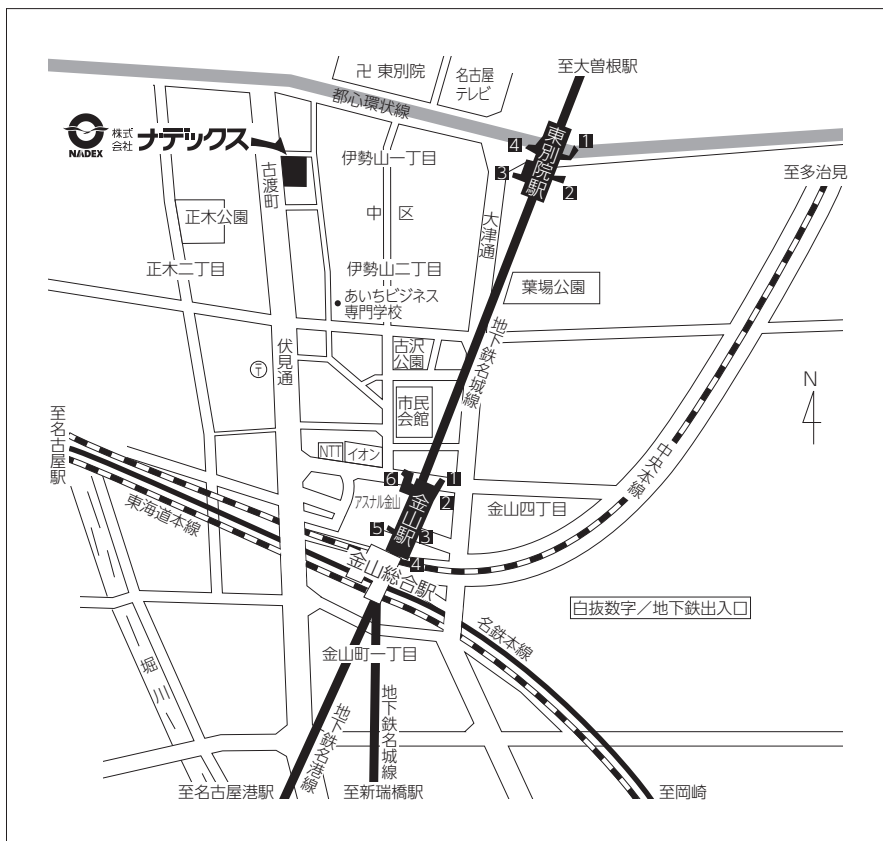 卍 東別院
名古屋
テレビ
至大曽根駅
都心環状線
NADEX
株式
会社
ナデックス
4
1
東別院駅
3
2
伊勢山一丁目
至多治見
古渡町
正木公園
中区
大津通
正木二丁目
伊勢山二丁目
葉場公園
あいちビジネス
専門学校
地下鉄名城線
伏見通
古沢
公園
〒
市民
会館
N
至名古屋駅
NTT
イオン
中央本線
6
1
アスナル金山
2
金山四丁目
東海道本線
5
金山駅
3
4
金山総合駅
白抜数字／地下鉄出入口
名鉄本線
金山町一丁目
堀川
地下鉄名港線
地下鉄名城線
至名古屋港駅
至新瑞橋駅
至岡崎